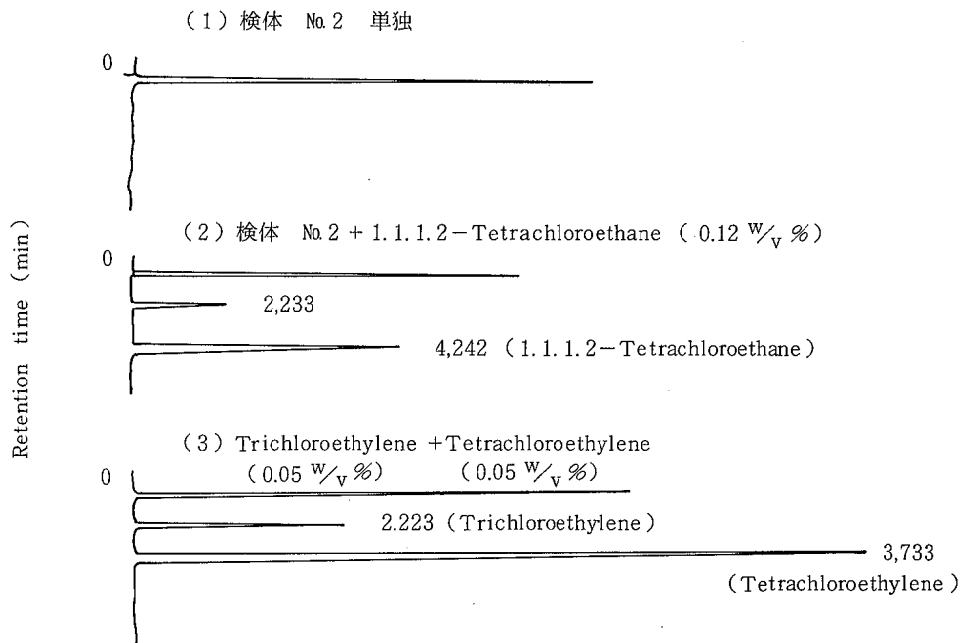 (1) 検体 No.2 単独
0
Retention time (min)
(2) 検体 No.2 + 1.1.1.2-Tetrachloroethane (0.12 W/V %)
0
2,233
4,242 (1.1.1.2-Tetrachloroethane)
(3) Trichloroethylene + Tetrachloroethylene
0
(0.05 W/V %) (0.05 W/V %)
2.223 (Trichloroethylene)
3,733
(Tetrachloroethylene)